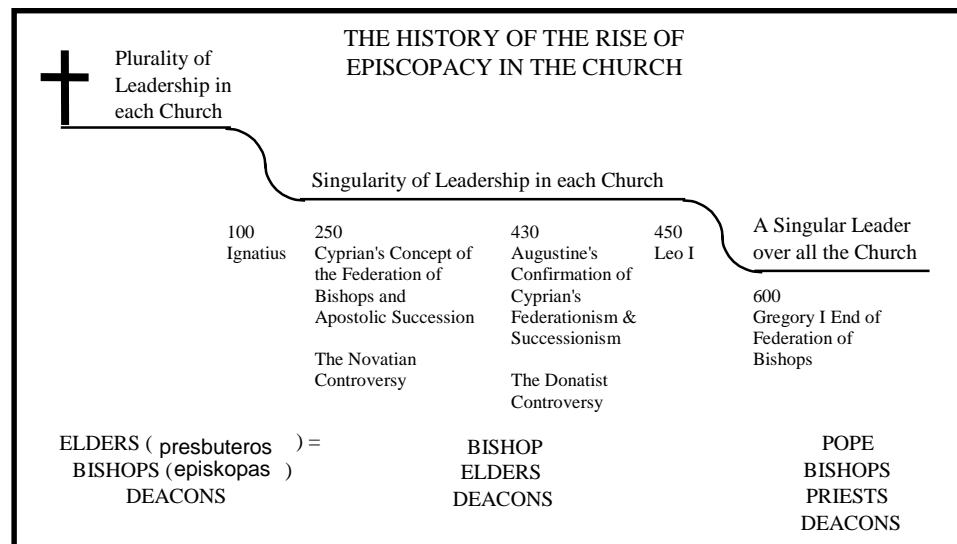 THE HISTORY OF THE RISE OF
EPISCOPACY IN THE CHURCH
Plurality of
Leadership in
each Church
Singularity of Leadership in each Church
A Singular Leader
over all the Church
100
Ignatius
250
Cyprian's Concept of
the Federation of
Bishops and
Apostolic Succession
The Novatian
Controversy
430
Augustine's
Confirmation of
Cyprian's
Federationism &
Successionism
The Donatist
Controversy
450
Leo I
600
Gregory I End of
Federation of
Bishops
ELDERS ( presbuteros ) =
BISHOPS (episkopas )
DEACONS
BISHOP
ELDERS
DEACONS
POPE
BISHOPS
PRIESTS
DEACONS